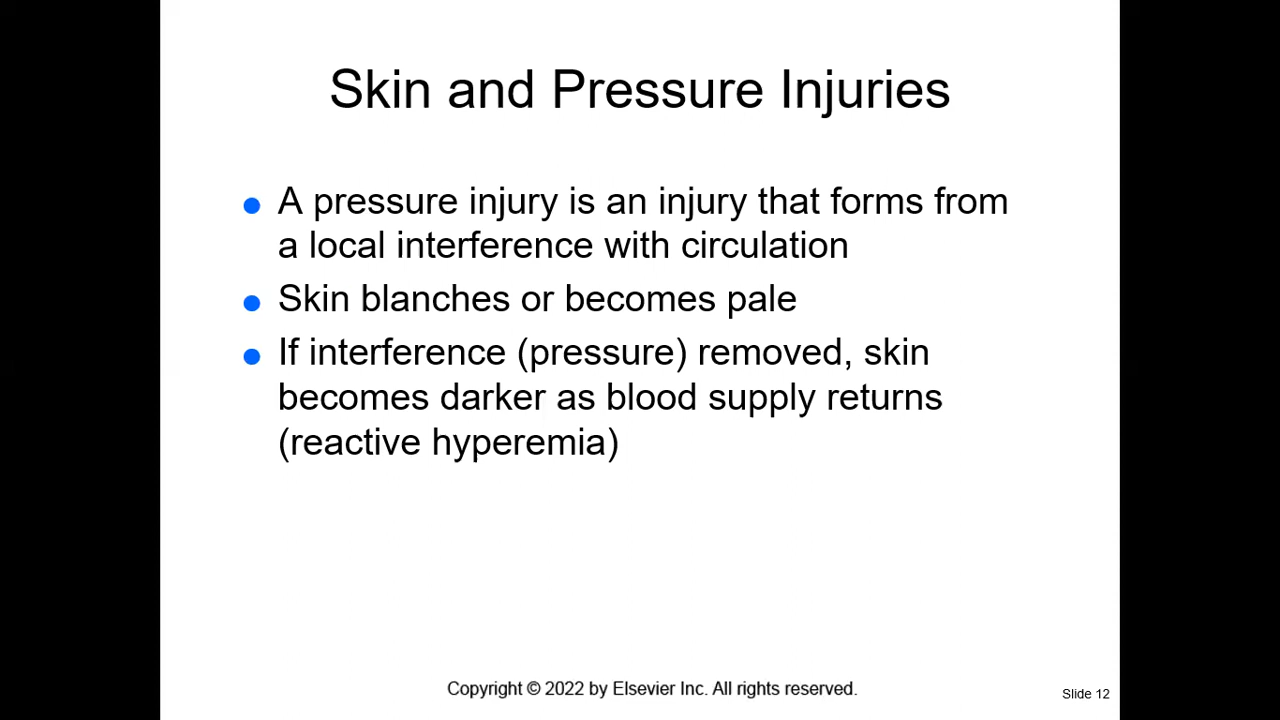 Skin and Pressure Injuries
● A pressure injury is an injury that forms from
a local interference with circulation
● Skin blanches or becomes pale
● If interference (pressure) removed, skin
becomes darker as blood supply returns
(reactive hyperemia)
Copyright © 2022 by Elsevier Inc. All rights reserved.
Slide 12